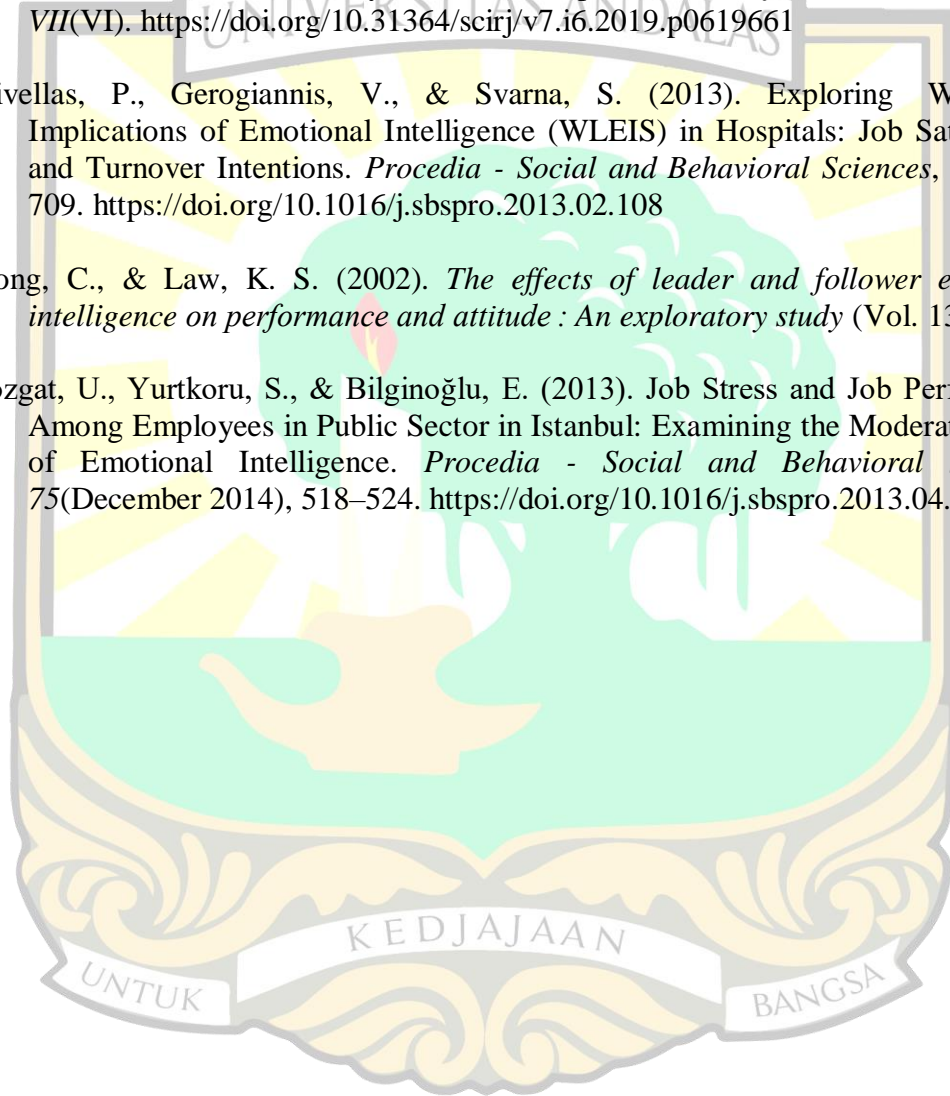 UNIVERSITAS ANDALAS
VII(VI). https://doi.org/10.31364/scirj/v7.i6.2019.p0619661
ivellas, P., Gerogiannis, V., & Svarna, S. (2013). Exploring W
Implications of Emotional Intelligence (WLEIS) in Hospitals: Job Sat
and Turnover Intentions. Procedia - Social and Behavioral Sciences,
709. https://doi.org/10.1016/j.sbspro.2013.02.108
ong, C., & Law, K. S. (2002). The effects of leader and follower e
intelligence on performance and attitude : An exploratory study (Vol. 13
ozgat, U., Yurtkoru, S., & Bilginoğlu, E. (2013). Job Stress and Job Perf
Among Employees in Public Sector in Istanbul: Examining the Moderat
of Emotional Intelligence. Procedia - Social and Behavioral
75(December 2014), 518–524. https://doi.org/10.1016/j.sbspro.2013.04.
KEDJAJAAN
UNTUK
BANGSA